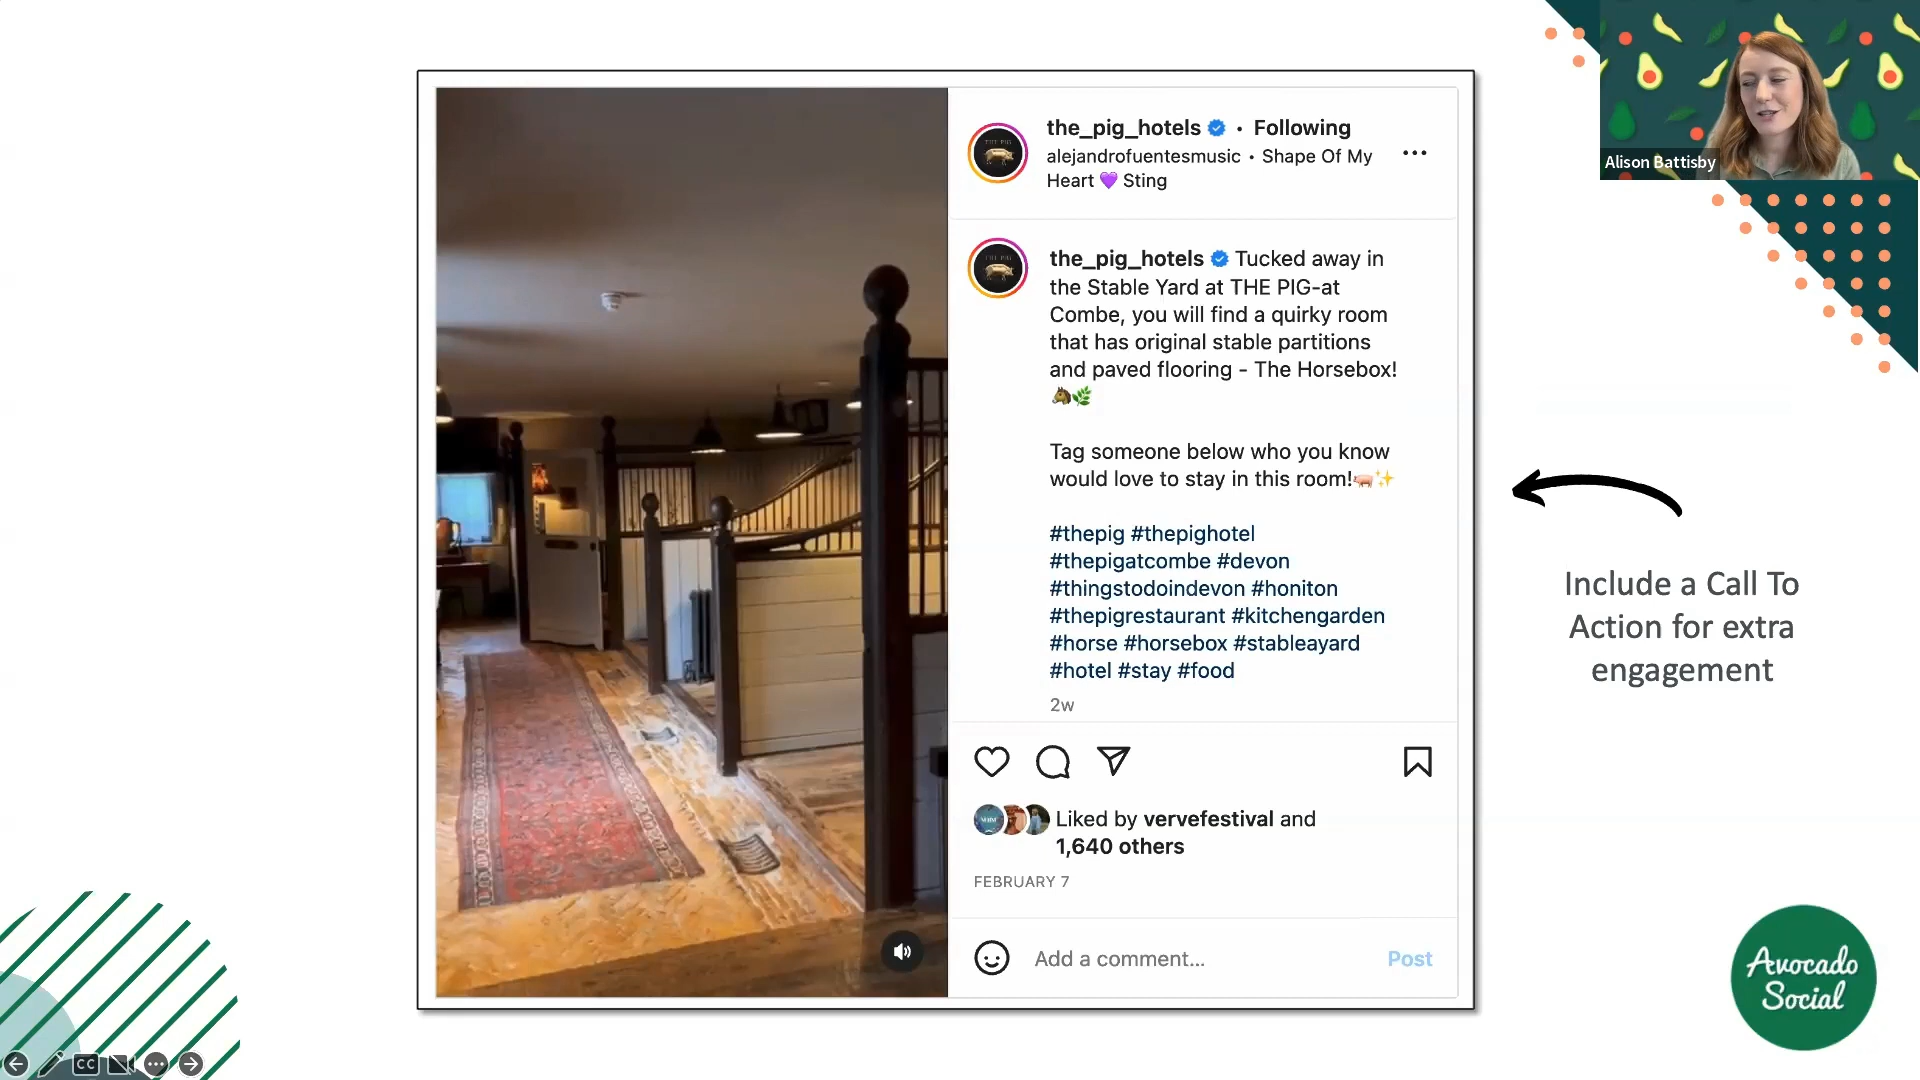 the_pig_hotels • Following
alejandrofuentesmusic • Shape Of My
Heart 💜 Sting
the_pig_hotels Tucked away in
the Stable Yard at THE PIG-at
Combe, you will find a quirky room
that has original stable partitions
and paved flooring - The Horsebox!
🐴🌿
Tag someone below who you know
would love to stay in this room!🐖✨
#thepig #thepighotel
#thepigatcombe #devon
#thingstodoindevon #honiton
#thepigrestaurant #kitchengarden
#horse #horsebox #stableayard
#hotel #stay #food
2w
Liked by vervefestival and
1,640 others
FEBRUARY 7
Add a comment...
Post
Alison Battisby
Include a Call To
Action for extra
engagement
Avocado
Social
CC